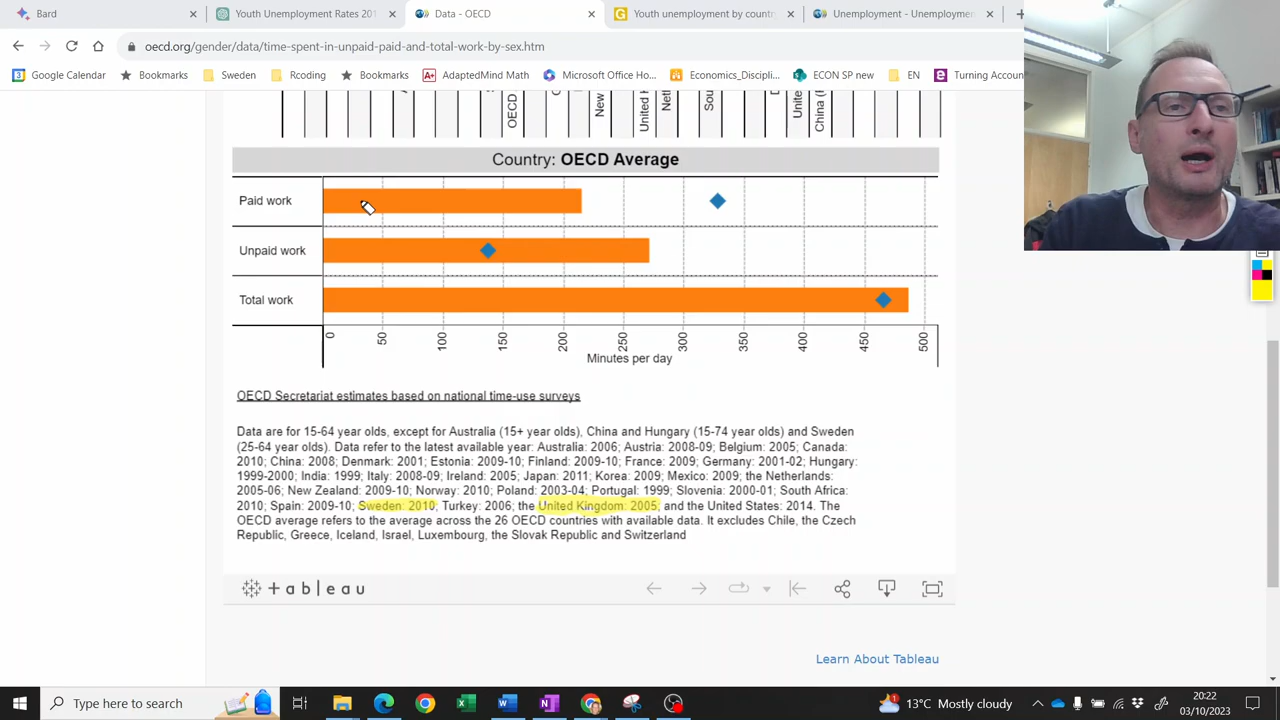 Bard
Youth Unemployment Rates 201
Data - OECD
Youth unemployment by countr
Unemployment - Unemploymen
oecd.org/gender/data/time-spent-in-unpaid-paid-and-total-work-by-sex.htm
Google Calendar
Bookmarks
Sweden
Rcoding
Bookmarks
AdaptedMind Math
Microsoft Office Ho...
Economics_Discipli...
ECON SP new
EN
Turning Accoun
OECD
New
United
Neth
Sou
United
China (
Country: OECD Average
Paid work
Unpaid work
Total work
0 50 100 150 200 250 300 350 400 450 500
Minutes per day
OECD Secretariat estimates based on national time-use surveys
Data are for 15-64 year olds, except for Australia (15+ year olds), China and Hungary (15-74 year olds) and Sweden
(25-64 year olds). Data refer to the latest available year: Australia: 2006; Austria: 2008-09; Belgium: 2005; Canada:
2010; China: 2008; Denmark: 2001; Estonia: 2009-10; Finland: 2009-10; France: 2009; Germany: 2001-02; Hungary:
1999-2000; India: 1999; Italy: 2008-09; Ireland: 2005; Japan: 2011; Korea: 2009; Mexico: 2009; the Netherlands:
2005-06; New Zealand: 2009-10; Norway: 2010; Poland: 2003-04; Portugal: 1999; Slovenia: 2000-01; South Africa:
2010; Spain: 2009-10; Sweden: 2010; Turkey: 2006; the United Kingdom: 2005; and the United States: 2014. The
OECD average refers to the average across the 26 OECD countries with available data. It excludes Chile, the Czech
Republic, Greece, Iceland, Israel, Luxembourg, the Slovak Republic and Switzerland
+ a b | e a u
Learn About Tableau
Type here to search
13°C Mostly cloudy
20:22
03/10/2023